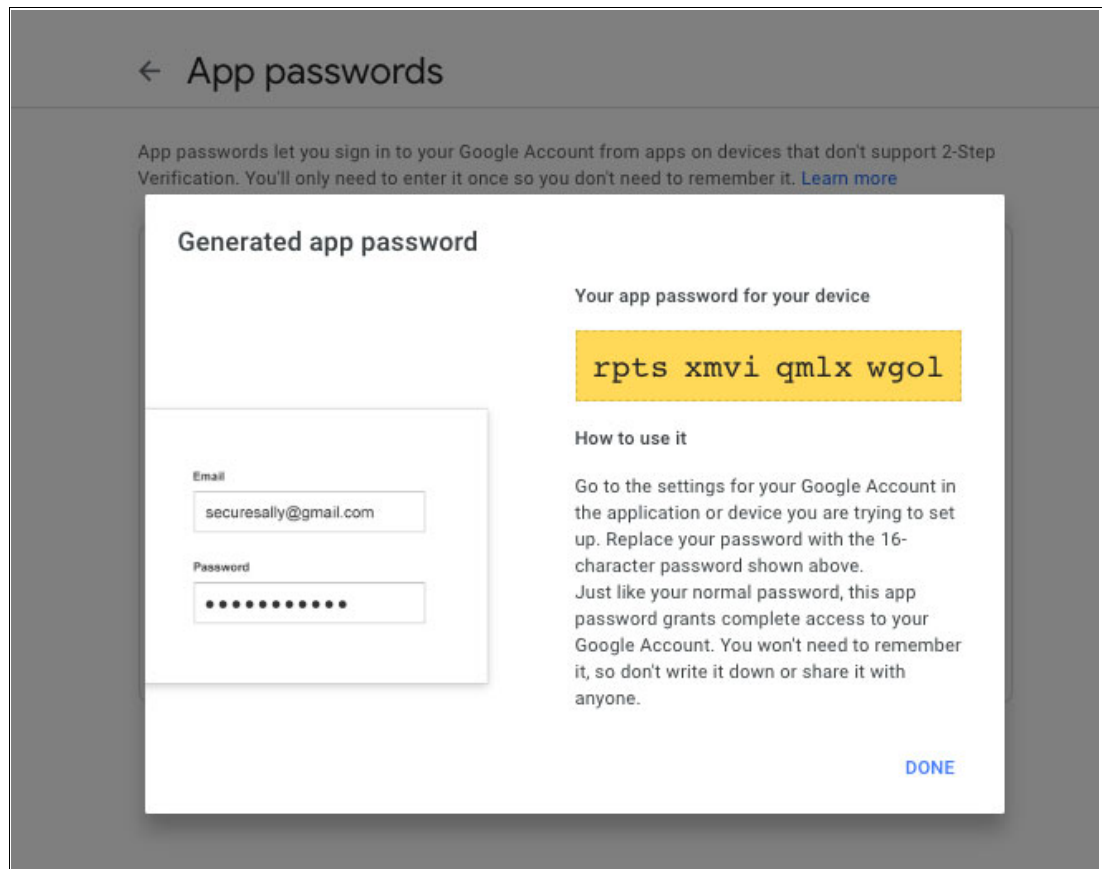 ← App passwords
App passwords let you sign in to your Google Account from apps on devices that don't support 2-Step
Verification. You'll only need to enter it once so you don't need to remember it. Learn more
Generated app password
Your app password for your device
rpts xmvi qmlx wgol
How to use it
Email
securesally@gmail.com
Password
•••••••••••
Go to the settings for your Google Account in
the application or device you are trying to set
up. Replace your password with the 16-
character password shown above.
Just like your normal password, this app
password grants complete access to your
Google Account. You won't need to remember
it, so don't write it down or share it with
anyone.
DONE